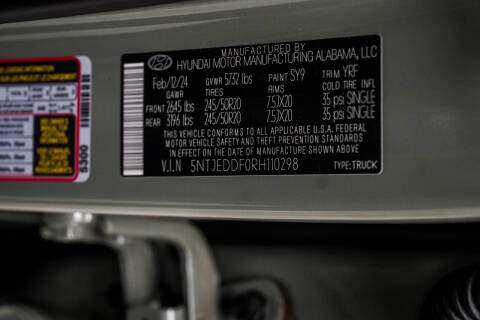 MANUFACTURED BY
HYUNDAI MOTOR MANUFACTURING ALABAMA, LLC
Feb/12/24 GVWR 5732 lbs PAINT SY9 TRIM YRF
GAWR TIRES RIMS COLD TIRE INFL
FRONT 2645 lbs 245/50R20 7.5JX20 35 psi SINGLE
REAR 3196 lbs 245/50R20 7.5JX20 35 psi SINGLE
THIS VEHICLE CONFORMS TO ALL APPLICABLE U.S.A. FEDERAL
MOTOR VEHICLE SAFETY AND THEFT PREVENTION STANDARDS
IN EFFECT ON THE DATE OF MANUFACTURE SHOWN ABOVE
V.I.N 5NTJEDDF0RH110298 TYPE:TRUCK
S300